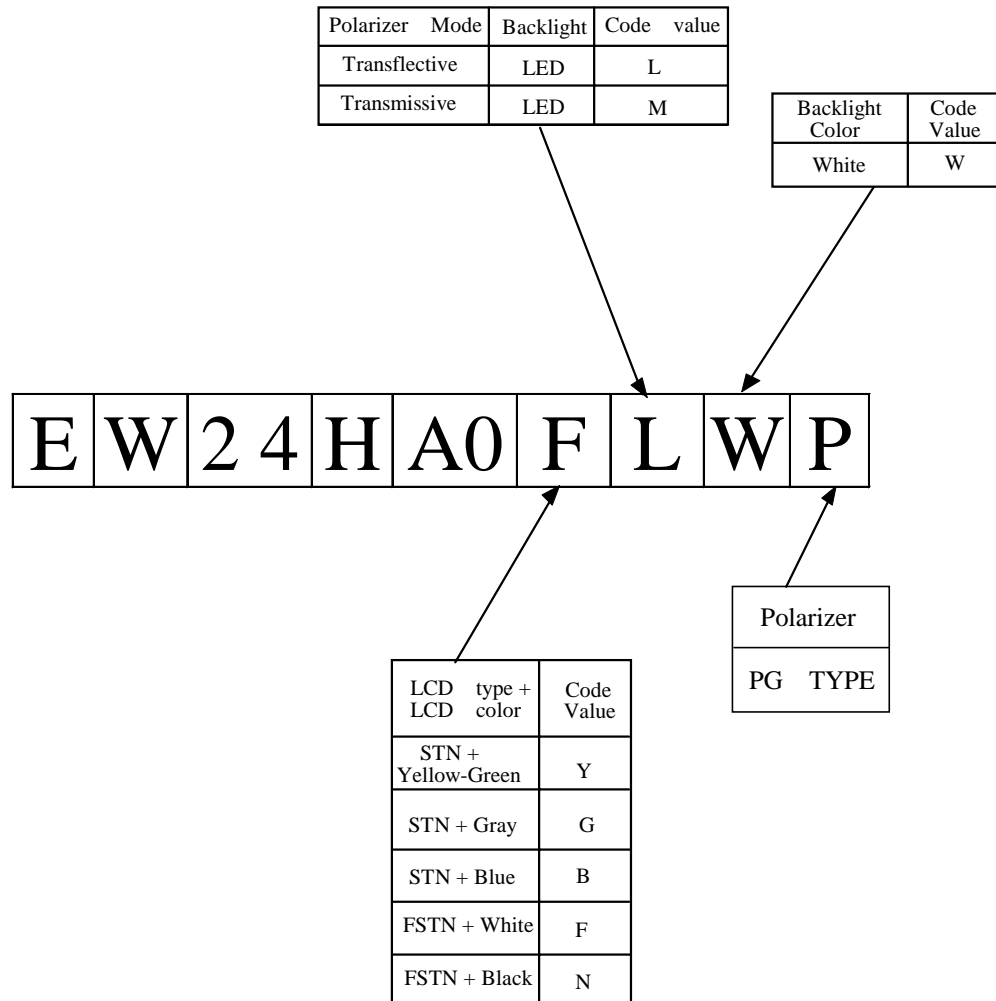 Polarizer Mode Backlight Code value
Transflective LED L
Transmissive LED M
Backlight Color Code Value
White W
E W 2 4 H A0 F L W P
Polarizer
PG TYPE
LCD type + LCD color Code Value
STN + Yellow-Green Y
STN + Gray G
STN + Blue B
FSTN + White F
FSTN + Black N